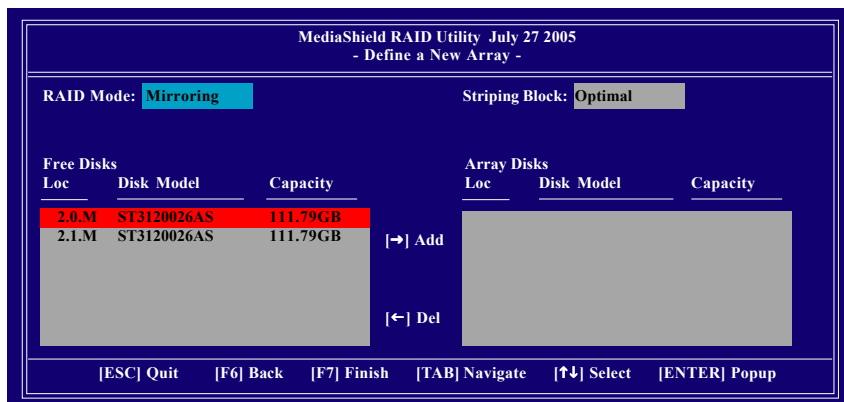 MediaShield RAID Utility July 27 2005
- Define a New Array -
RAID Mode: Mirroring Striping Block: Optimal
Free Disks Array Disks
Loc Disk Model Capacity Loc Disk Model Capacity
2.0.M ST3120026AS 111.79GB
2.1.M ST3120026AS 111.79GB
[→] Add
[←] Del
[ESC] Quit [F6] Back [F7] Finish [TAB] Navigate [↑↓] Select [ENTER] Popup